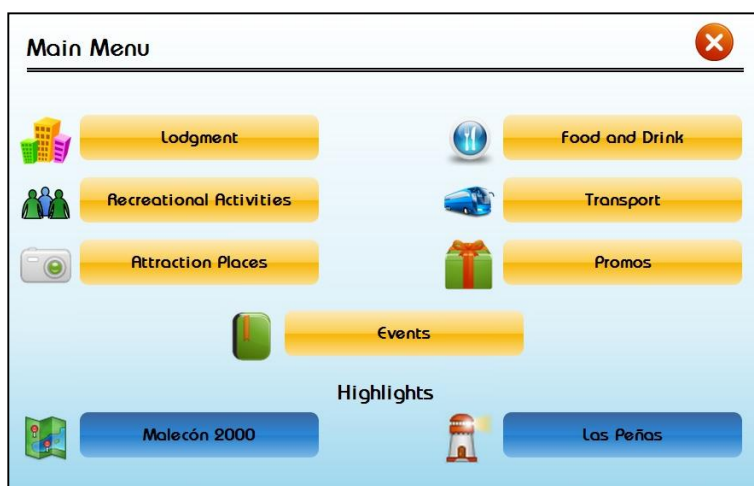 Main Menu
Lodgment
Food and Drink
Recreational Activities
Transport
Attraction Places
Promos
Events
Highlights
Malecón 2000
Las Peñas